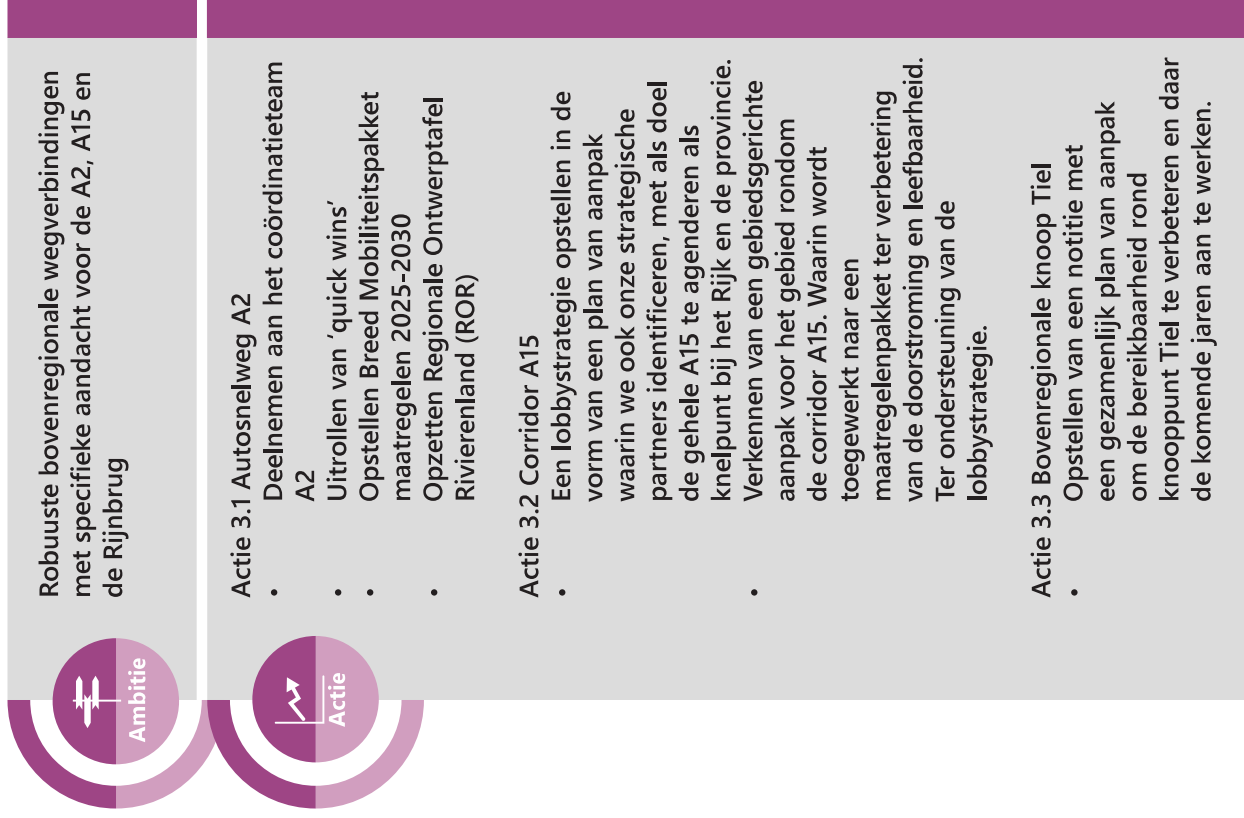 Ambitie
Robuuste bovenregionale wegverbindingen
met specifieke aandacht voor de A2, A15 en
de Rijnbrug
Actie
Actie 3.1 Autosnelweg A2
• Deelnemen aan het coördinatieteam
A2
• Uitrollen van ‘quick wins’
• Opstellen Breed Mobiliteitspakket
maatregelen 2025-2030
• Opzetten Regionale Ontwerptafel
Rivierenland (ROR)
Actie 3.2 Corridor A15
• Een lobbystrategie opstellen in de
vorm van een plan van aanpak
waarin we ook onze strategische
partners identificeren, met als doel
de gehele A15 te agenderen als
knelpunt bij het Rijk en de provincie.
• Verkennen van een gebiedsgerichte
aanpak voor het gebied rondom
de corridor A15. Waarin wordt
toegewerkt naar een
maatregelenpakket ter verbetering
van de doorstroming en leefbaarheid.
Ter ondersteuning van de
lobbystrategie.
Actie 3.3 Bovenregionale knoop Tiel
• Opstellen van een notitie met
een gezamenlijk plan van aanpak
om de bereikbaarheid rond
knooppunt Tiel te verbeteren en daar
de komende jaren aan te werken.